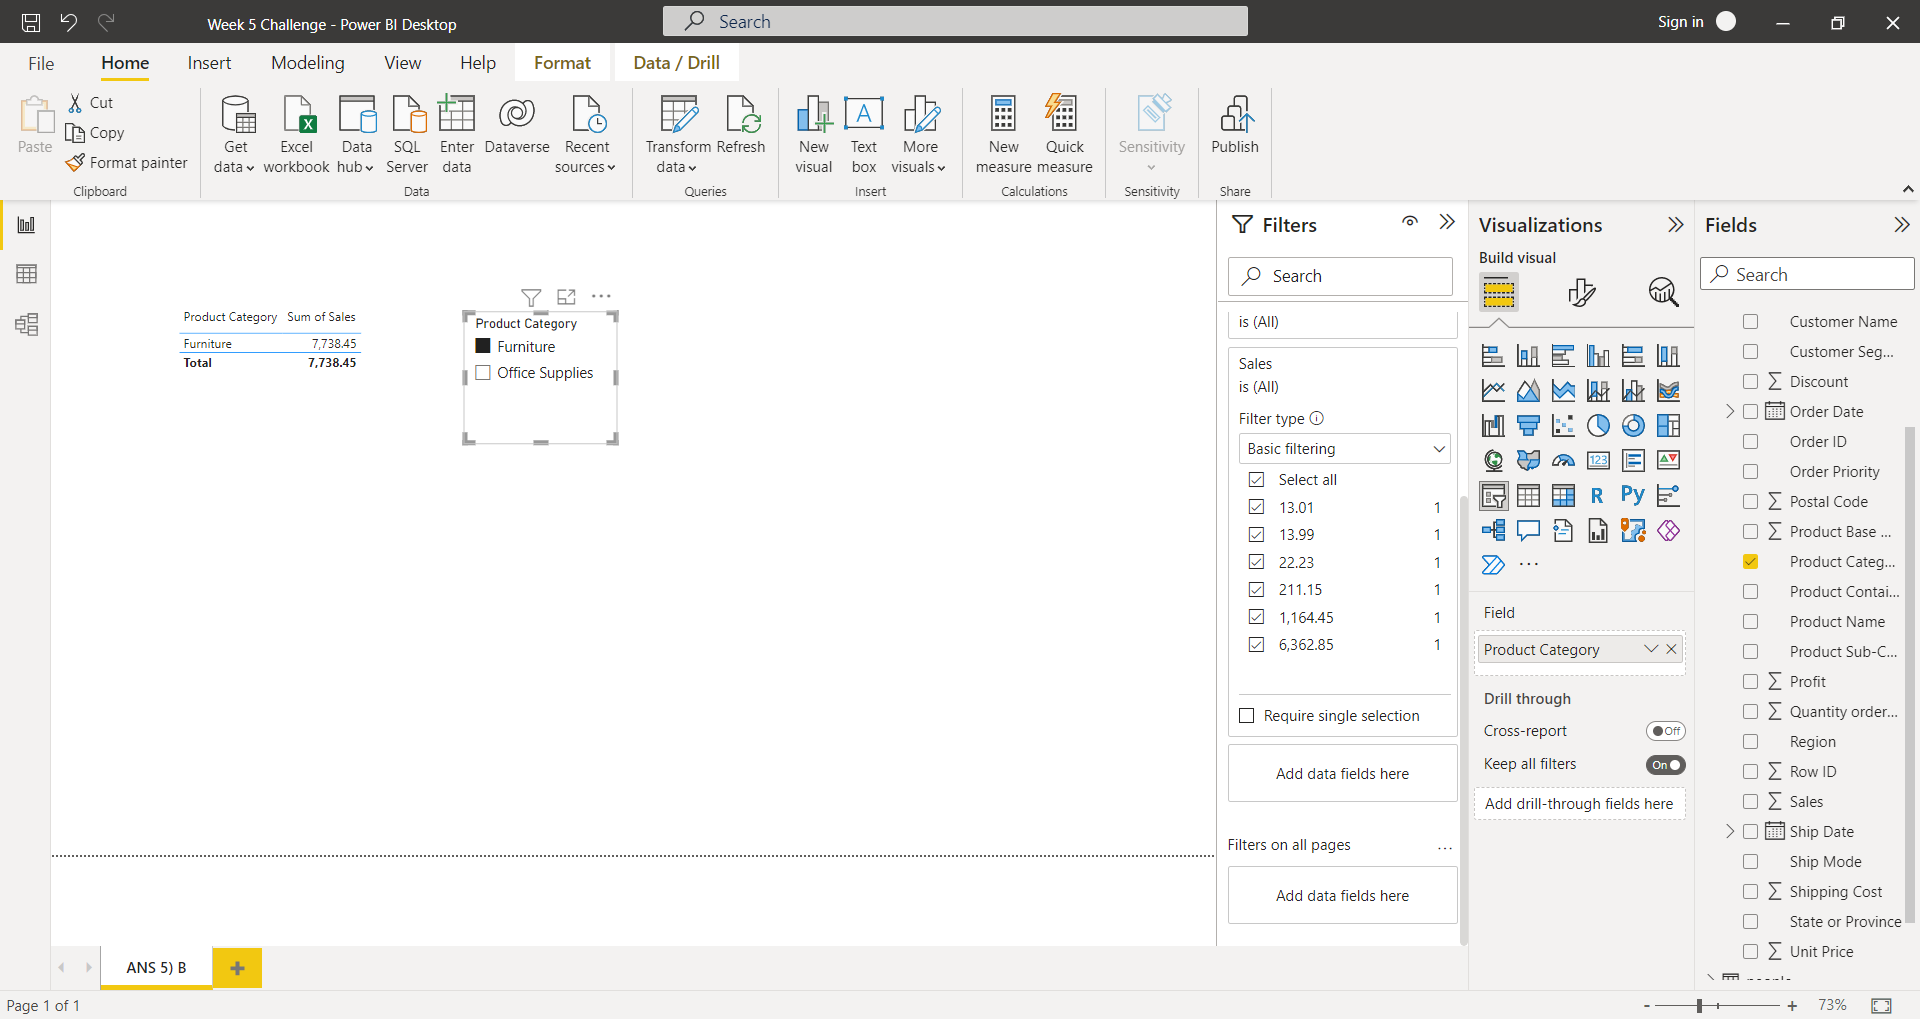 Week 5 Challenge - Power BI Desktop
Search
Sign in
File
Home
Insert
Modeling
View
Help
Format
Data / Drill
Paste
Cut
Copy
Format painter
Clipboard
Get
data
Excel
workbook
Data
hub
SQL
Server
Enter
data
Dataverse
Recent
sources
Data
Transform
data
Refresh
Queries
New
visual
Text
box
More
visuals
Insert
New
measure
Quick
measure
Calculations
Sensitivity
Sensitivity
Publish
Share
Product Category Sum of Sales
Furniture 7,738.45
Total 7,738.45
Product Category
Furniture
Office Supplies
Filters
Search
is (All)
Sales
is (All)
Filter type
Basic filtering
Select all
13.01 1
13.99 1
22.23 1
211.15 1
1,164.45 1
6,362.85 1
Require single selection
Add data fields here
Filters on all pages
Add data fields here
Visualizations
Build visual
123
R
Py
Field
Product Category
Drill through
Cross-report Off
Keep all filters On
Add drill-through fields here
Fields
Search
Customer Name
Customer Seg...
Discount
Order Date
Order ID
Order Priority
Postal Code
Product Base ...
Product Categ...
Product Contai...
Product Name
Product Sub-C...
Profit
Quantity order...
Region
Row ID
Sales
Ship Date
Ship Mode
Shipping Cost
State or Province
Unit Price
ANS 5) B
Page 1 of 1
73%